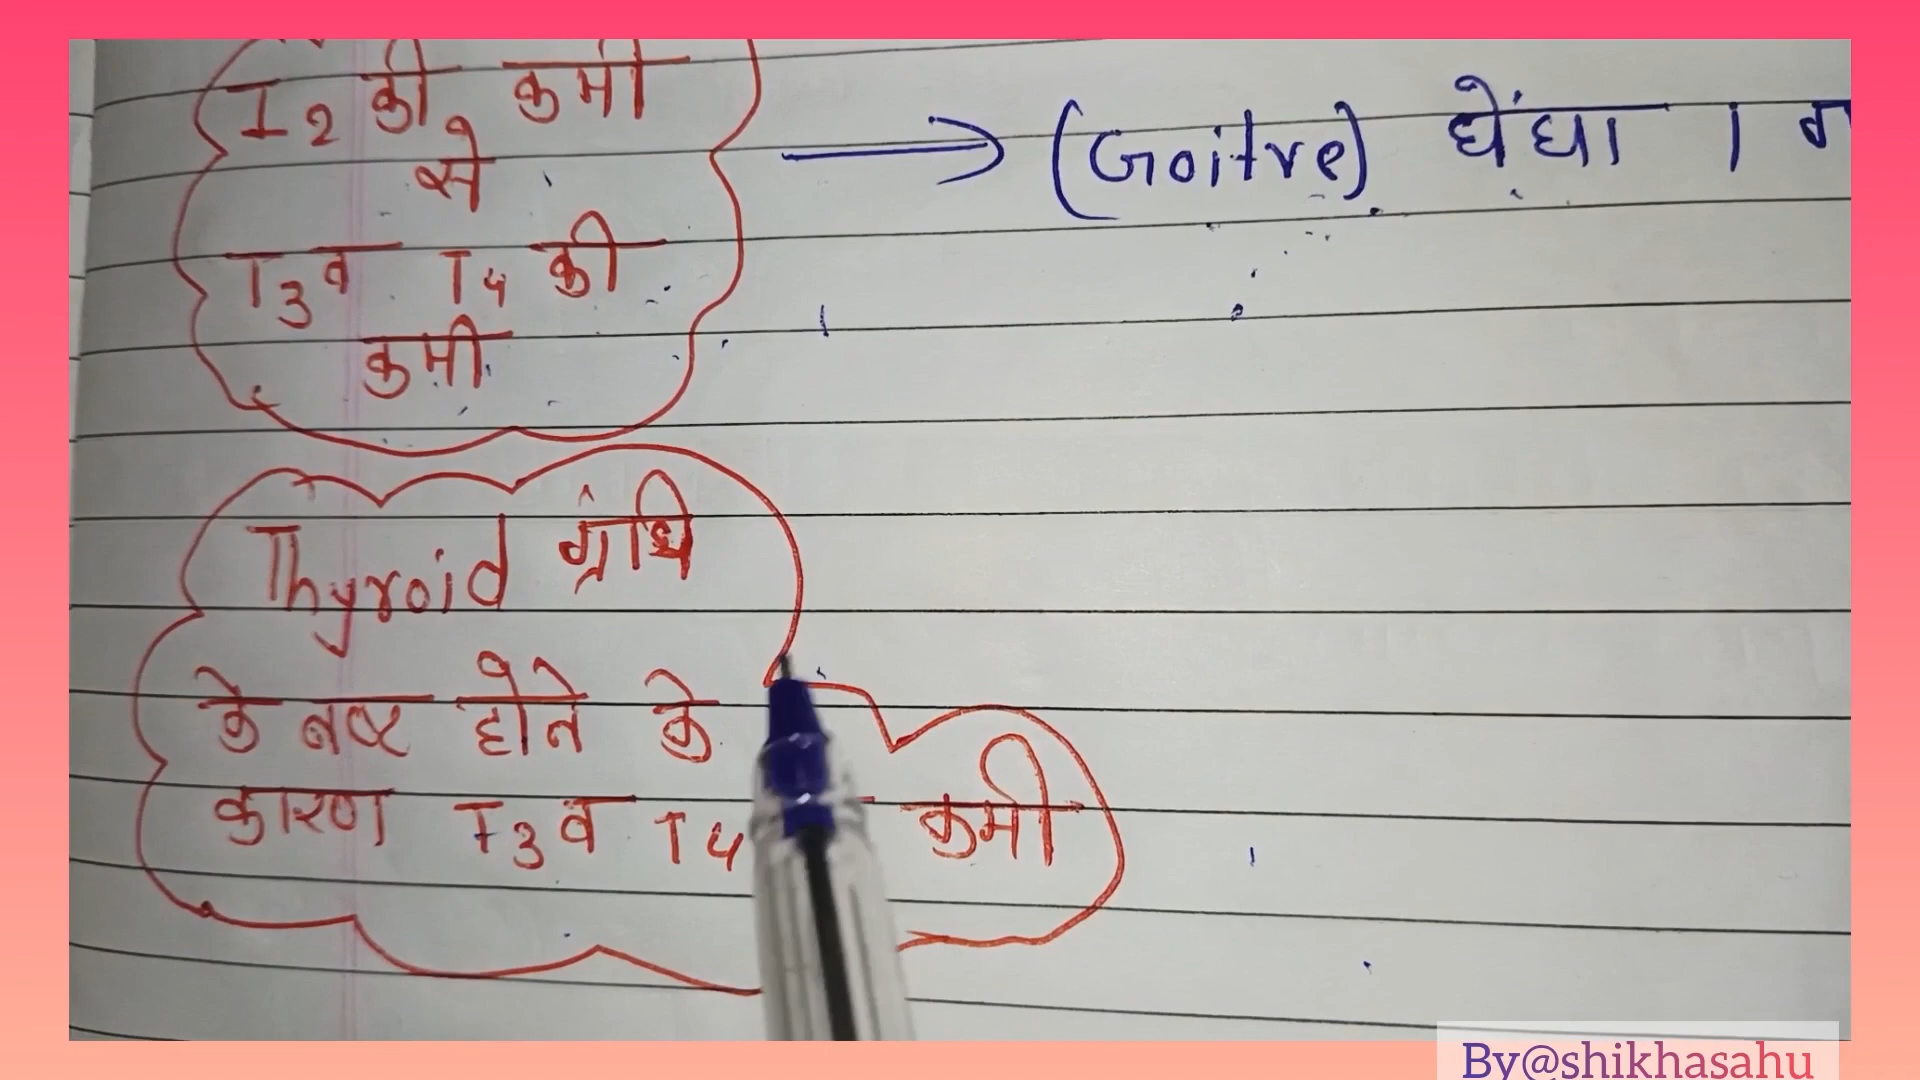 I2 की कमी
से
T3 व T4 की
कमी
(Goitre) घेंघा ।
Thyroid ग्रंथि
के नष्ट होने के
कारण T3 व T4 कमी
By@shikhasahu